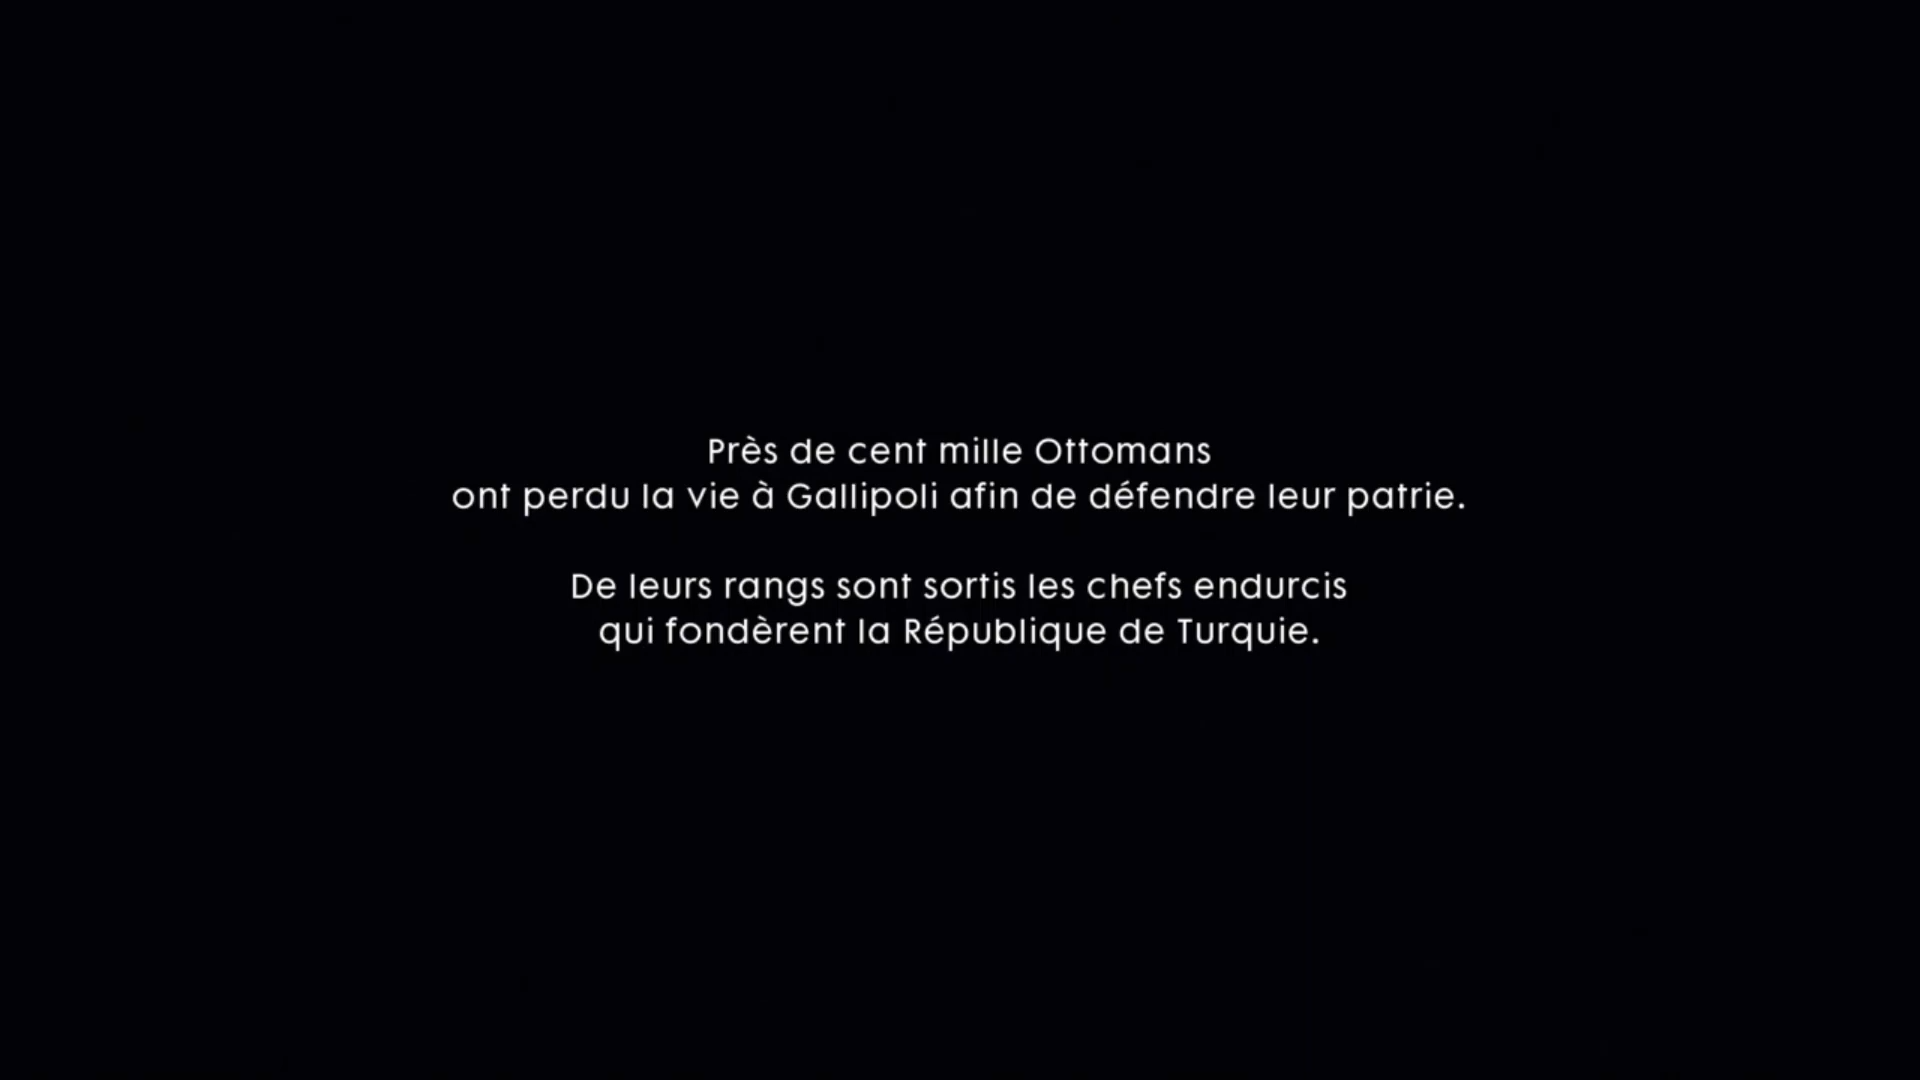 Près de cent mille Ottomans
ont perdu la vie à Gallipoli afin de défendre leur patrie.
De leurs rangs sont sortis les chefs endurcis
qui fondèrent la République de Turquie.